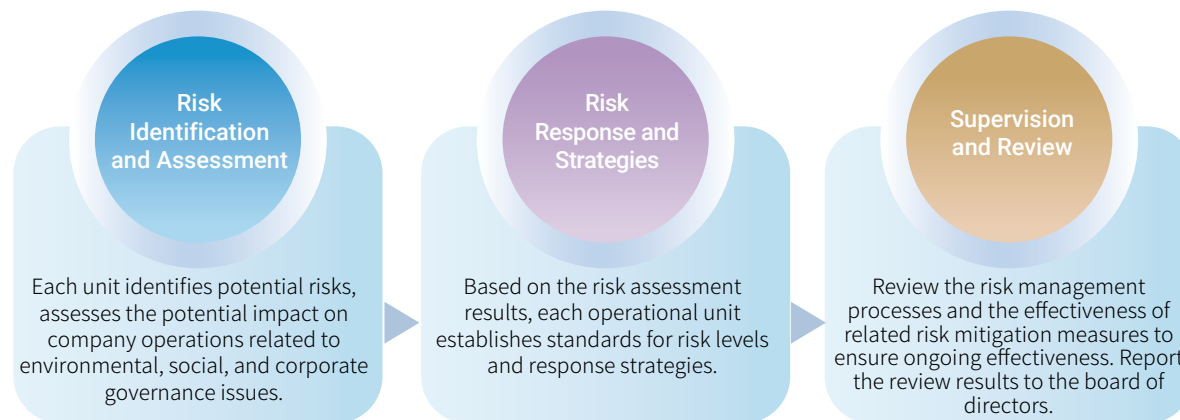 Risk
Identification
and Assessment
Each unit identifies potential risks,
assesses the potential impact on
company operations related to
environmental, social, and corporate
governance issues.
Risk
Response and
Strategies
Based on the risk assessment
results, each operational unit
establishes standards for risk levels
and response strategies.
Supervision
and Review
Review the risk management
processes and the effectiveness of
related risk mitigation measures to
ensure ongoing effectiveness. Report
the review results to the board of
directors.